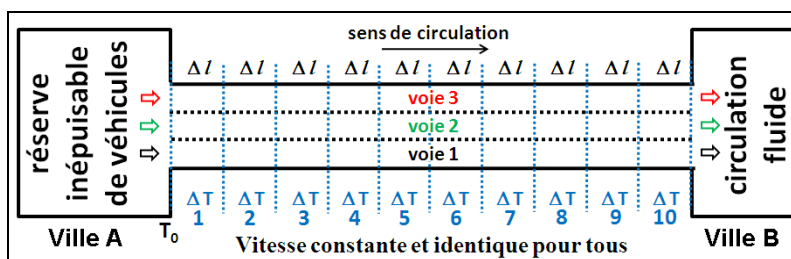 sens de circulation
réserve
inépuisable
de véhicules
Δl Δl Δl Δl Δl Δl Δl Δl Δl Δl
voie 3
voie 2
voie 1
circulation
fluide
ΔT ΔT ΔT ΔT ΔT ΔT ΔT ΔT ΔT ΔT
1 2 3 4 5 6 7 8 9 10
Ville A
T₀
Vitesse constante et identique pour tous
Ville B